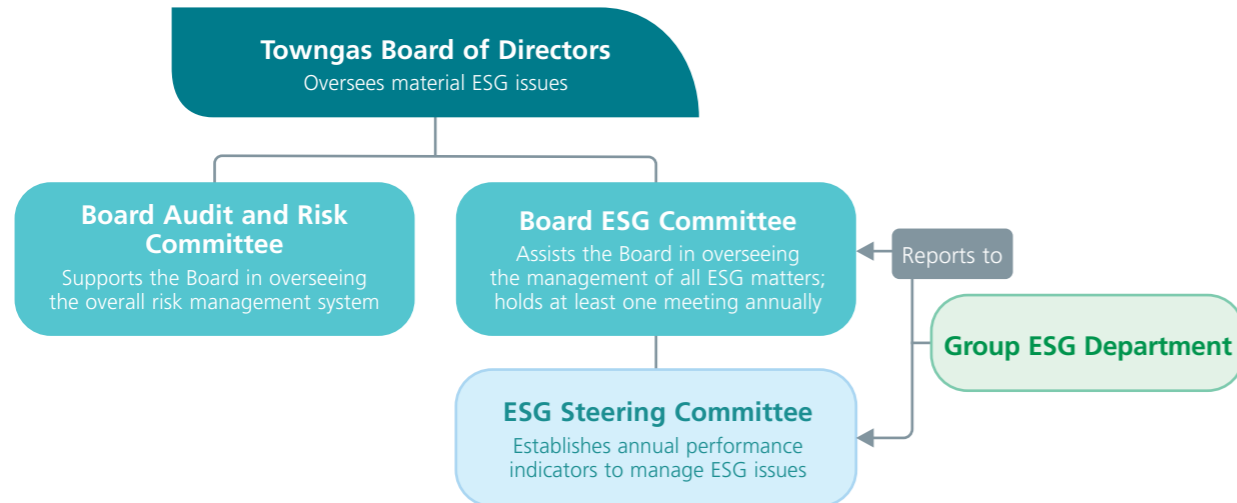 Towngas Board of Directors
Oversees material ESG issues
Board Audit and Risk
Committee
Supports the Board in overseeing
the overall risk management system
Board ESG Committee
Assists the Board in overseeing
the management of all ESG matters;
holds at least one meeting annually
Reports to
Group ESG Department
ESG Steering Committee
Establishes annual performance
indicators to manage ESG issues